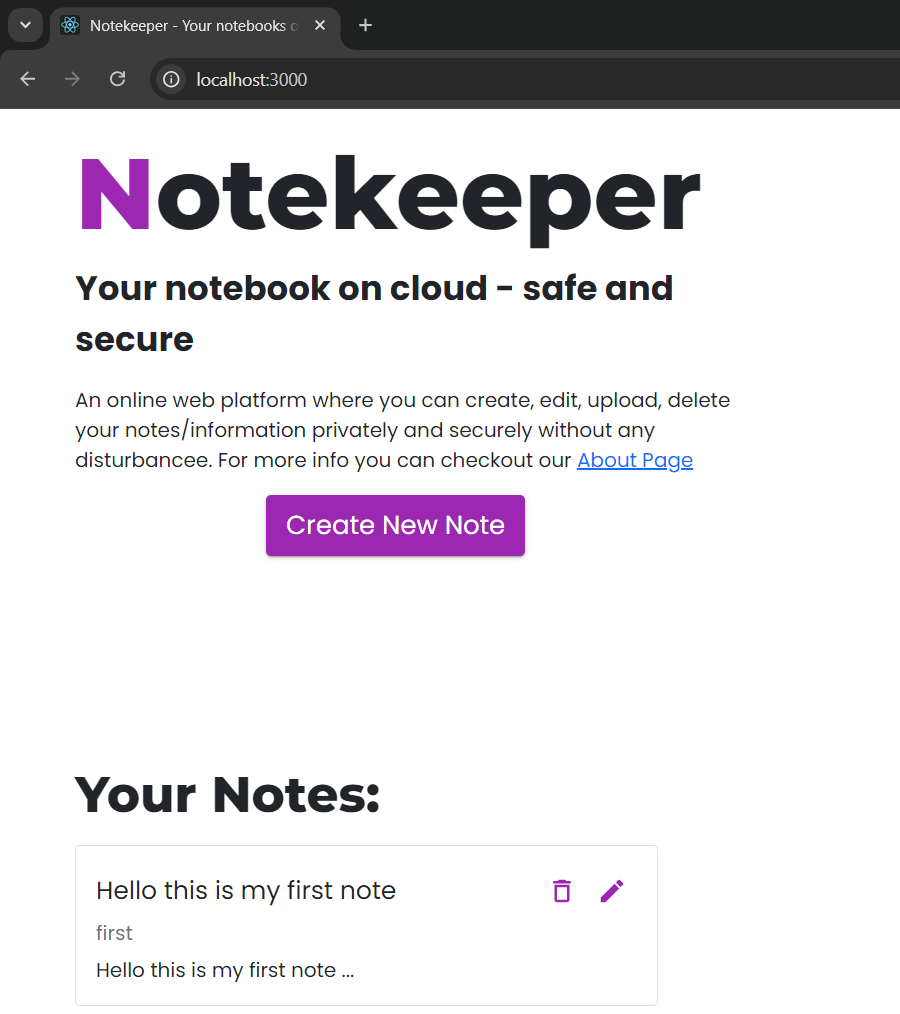 Notekeeper - Your notebooks o
localhost:3000
Notekeeper
Your notebook on cloud - safe and
secure
An online web platform where you can create, edit, upload, delete
your notes/information privately and securely without any
disturbancee. For more info you can checkout our About Page
Create New Note
Your Notes:
Hello this is my first note
first
Hello this is my first note ...